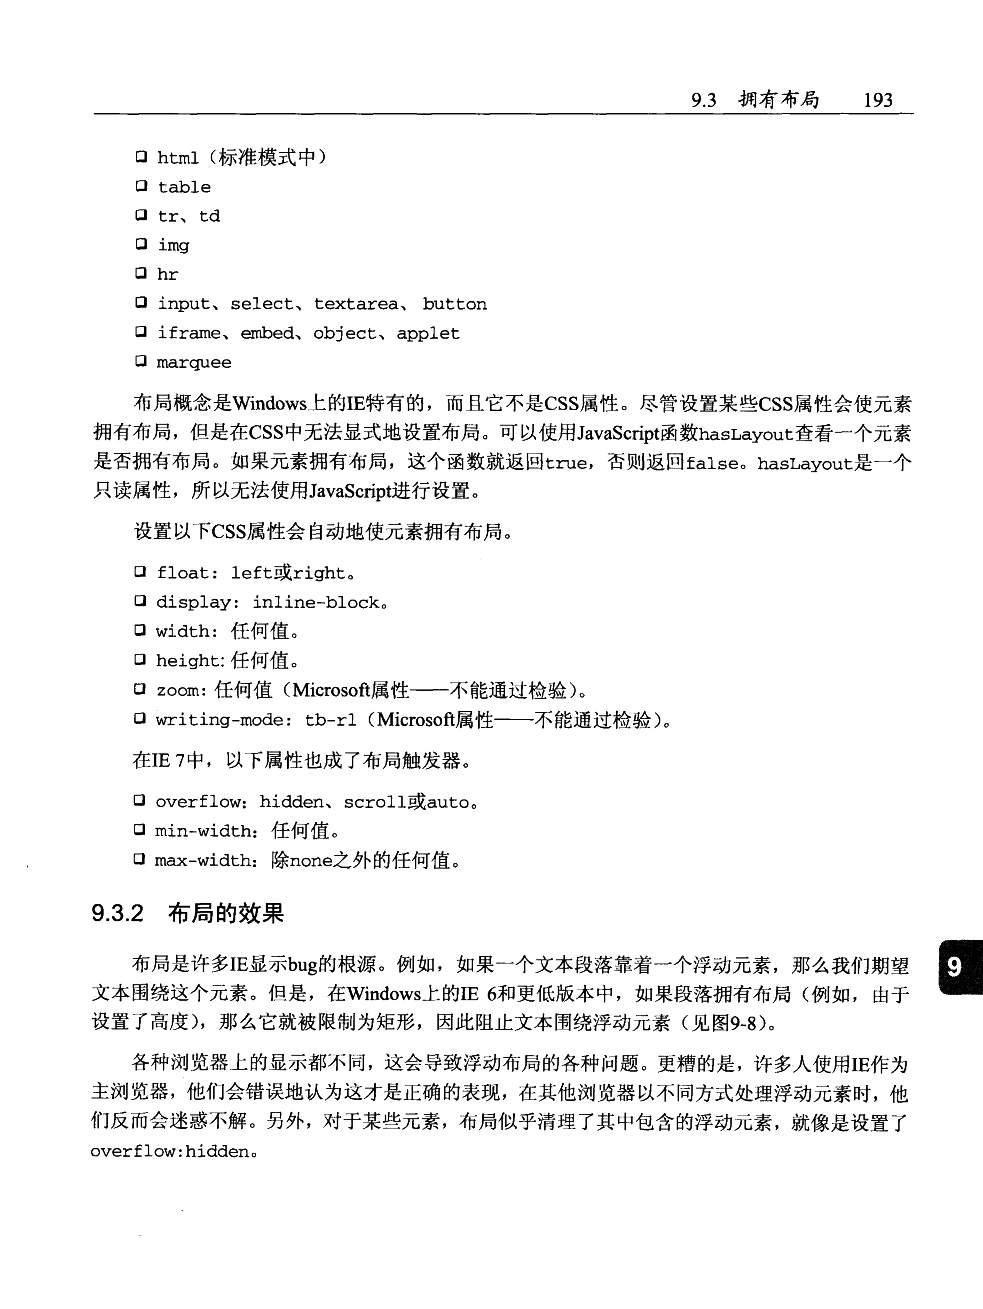 9.3 拥有布局 193
❑ html（标准模式中）
❑ table
❑ tr、td
❑ img
❑ hr
❑ input、select、textarea、 button
❑ iframe、embed、object、applet
❑ marquee
布局概念是Windows上的IE特有的，而且它不是CSS属性。尽管设置某些CSS属性会使元素
拥有布局，但是在CSS中无法显式地设置布局。可以使用JavaScript函数hasLayout查看一个元素
是否拥有布局。如果元素拥有布局，这个函数就返回true，否则返回false。hasLayout是一个
只读属性，所以无法使用JavaScript进行设置。
设置以下CSS属性会自动地使元素拥有布局。
❑ float: left或right。
❑ display: inline-block。
❑ width: 任何值。
❑ height: 任何值。
❑ zoom: 任何值（Microsoft属性——不能通过检验）。
❑ writing-mode: tb-rl（Microsoft属性——不能通过检验）。
在IE 7中，以下属性也成了布局触发器。
❑ overflow: hidden、scroll或auto。
❑ min-width: 任何值。
❑ max-width: 除none之外的任何值。
9.3.2 布局的效果
布局是许多IE显示bug的根源。例如，如果一个文本段落靠着一个浮动元素，那么我们期望
文本围绕这个元素。但是，在Windows上的IE 6和更低版本中，如果段落拥有布局（例如，由于
设置了高度），那么它就被限制为矩形，因此阻止文本围绕浮动元素（见图9-8）。
各种浏览器上的显示都不同，这会导致浮动布局的各种问题。更糟的是，许多人使用IE作为
主浏览器，他们会错误地认为这才是正确的表现，在其他浏览器以不同方式处理浮动元素时，他
们反而会迷惑不解。另外，对于某些元素，布局似乎清理了其中包含的浮动元素，就像是设置了
overflow:hidden。
9